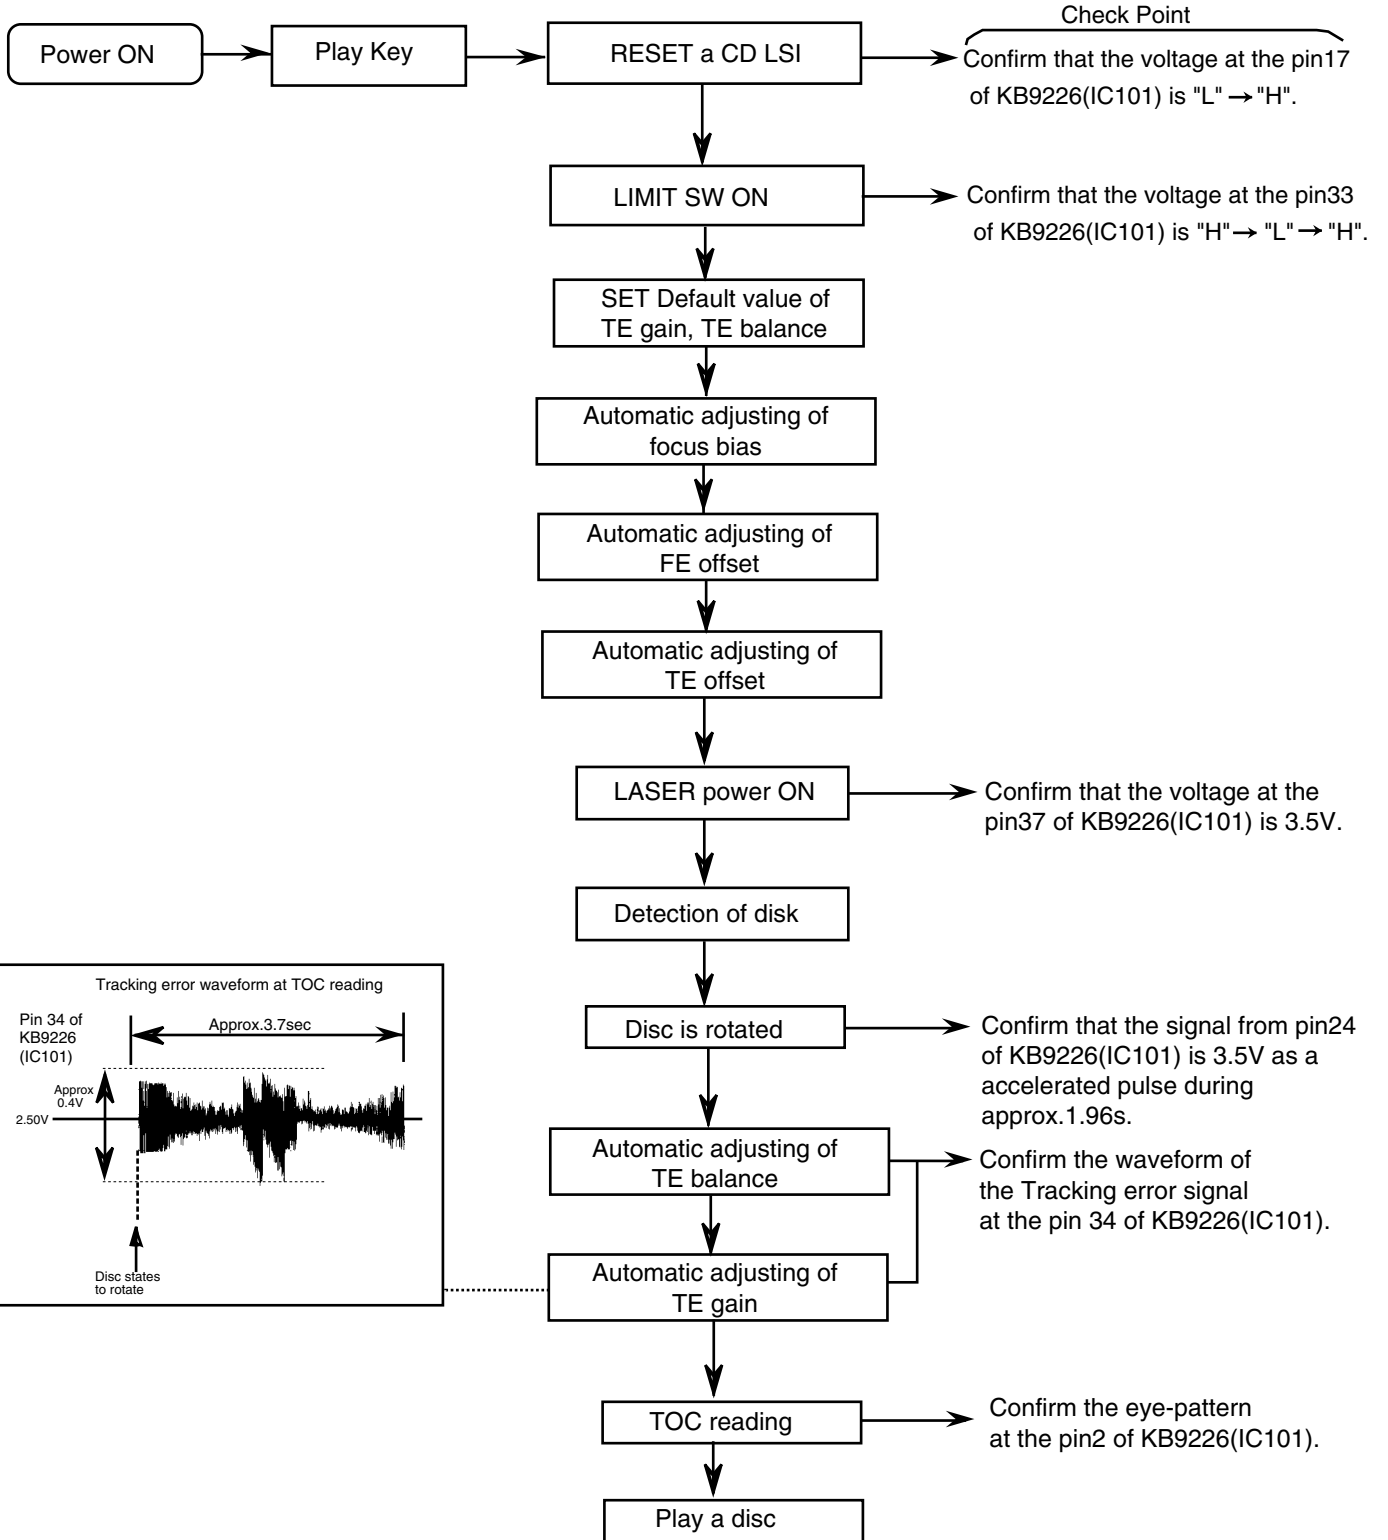 Check Point
Power ON
Play Key
RESET a CD LSI
Confirm that the voltage at the pin17
of KB9226(IC101) is "L" → "H".
LIMIT SW ON
Confirm that the voltage at the pin33
of KB9226(IC101) is "H" → "L" → "H".
SET Default value of
TE gain, TE balance
Automatic adjusting of
focus bias
Automatic adjusting of
FE offset
Automatic adjusting of
TE offset
LASER power ON
Confirm that the voltage at the
pin37 of KB9226(IC101) is 3.5V.
Detection of disk
Disc is rotated
Confirm that the signal from pin24
of KB9226(IC101) is 3.5V as a
accelerated pulse during
approx.1.96s.
Automatic adjusting of
TE balance
Confirm the waveform of
the Tracking error signal
at the pin 34 of KB9226(IC101).
Automatic adjusting of
TE gain
Tracking error waveform at TOC reading
Pin 34 of
KB9226
(IC101)
Approx.3.7sec
Approx
0.4V
2.50V
Disc states
to rotate
TOC reading
Confirm the eye-pattern
at the pin2 of KB9226(IC101).
Play a disc